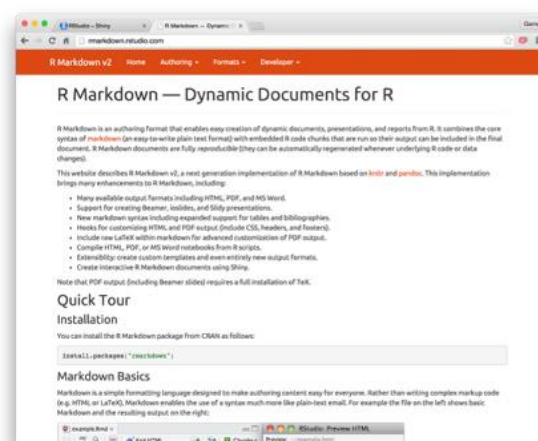 RStudio - Shiny
R Markdown — Dynamic
rmarkdown.rstudio.com
R Markdown v2 Home Authoring Formats Developer
R Markdown — Dynamic Documents for R
R Markdown is an authoring format that enables easy creation of dynamic documents, presentations, and reports from R. It combines the core
syntax of markdown (an easy-to-write plain text format) with embedded R code chunks that are run so their output can be included in the final
document. R Markdown documents are fully reproducible (they can be automatically regenerated whenever underlying R code or data
changes).
This website describes R Markdown v2, a next generation implementation of R Markdown based on knitr and pandoc. This implementation
brings many enhancements to R Markdown, including:
• Many available output formats including HTML, PDF, and MS Word.
• Support for creating Beamer, ioslides, and Slidy presentations.
• New markdown syntax including expanded support for tables and bibliographies.
• Hooks for customizing HTML and PDF output (include CSS, headers, and footers).
• Include raw LaTeX within markdown for advanced customization of PDF output.
• Compile HTML, PDF, or MS Word notebooks from R scripts.
• Extensibility: create custom templates and even entirely new output formats.
• Create interactive R Markdown documents using Shiny.
Note that PDF output (including Beamer slides) requires a full installation of TeX.
Quick Tour
Installation
You can install the R Markdown package from CRAN as follows:
install.packages("rmarkdown")
Markdown Basics
Markdown is a simple formatting language designed to make authoring content easy for everyone. Rather than writing complex markup code
(e.g. HTML or LaTeX), Markdown enables the use of a syntax much more like plain-text email. For example the file on the left shows basic
Markdown and the resulting output on the right:
example.Rmd RStudio: Preview HTML